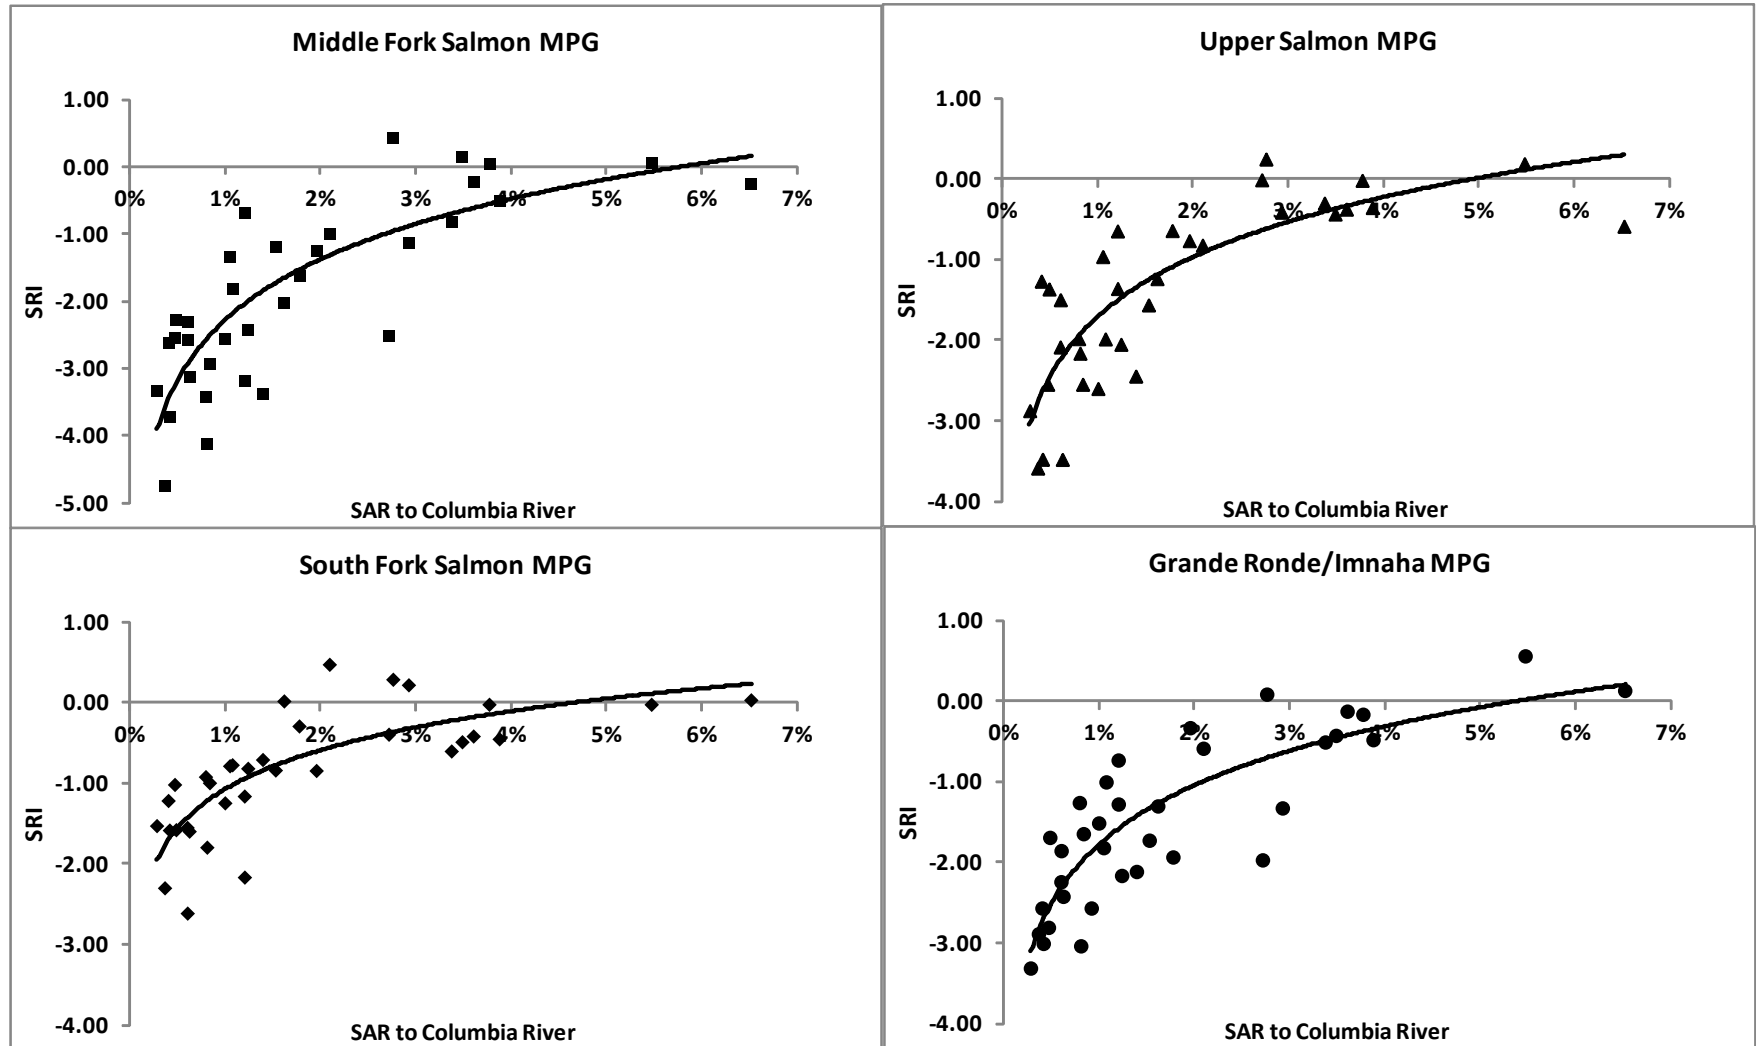 Middle Fork Salmon MPG
1.00
0.00
-1.00
-2.00
-3.00
-4.00
-5.00
0% 1% 2% 3% 4% 5% 6% 7%
SRI
SAR to Columbia River
Upper Salmon MPG
1.00
0.00
-1.00
-2.00
-3.00
-4.00
0% 1% 2% 3% 4% 5% 6% 7%
SRI
SAR to Columbia River
South Fork Salmon MPG
1.00
0.00
-1.00
-2.00
-3.00
-4.00
0% 1% 2% 3% 4% 5% 6% 7%
SRI
SAR to Columbia River
Grande Ronde/Imnaha MPG
1.00
0.00
-1.00
-2.00
-3.00
-4.00
0% 1% 2% 3% 4% 5% 6% 7%
SRI
SAR to Columbia River